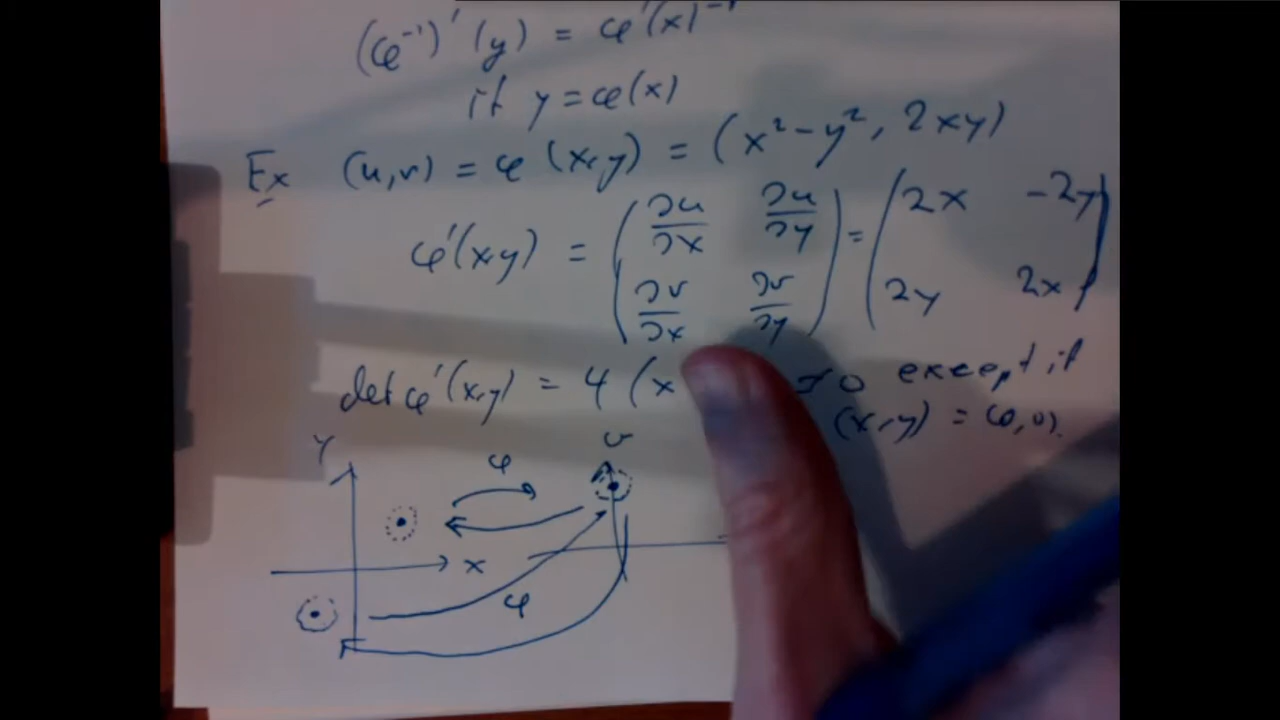 (φ⁻¹)'(y) = φ'(x)⁻¹
if y = φ(x)
Ex (u,v) = φ(x,y) = (x² - y², 2xy)
φ'(x,y) = ( ∂u/∂x ∂u/∂y ) = ( 2x -2y )
( ∂v/∂x ∂v/∂y ) ( 2y 2x )
det φ'(x,y) = 4 (x ≠ 0 except if
(x,y) = (0,0).
y v
φ
x
φ